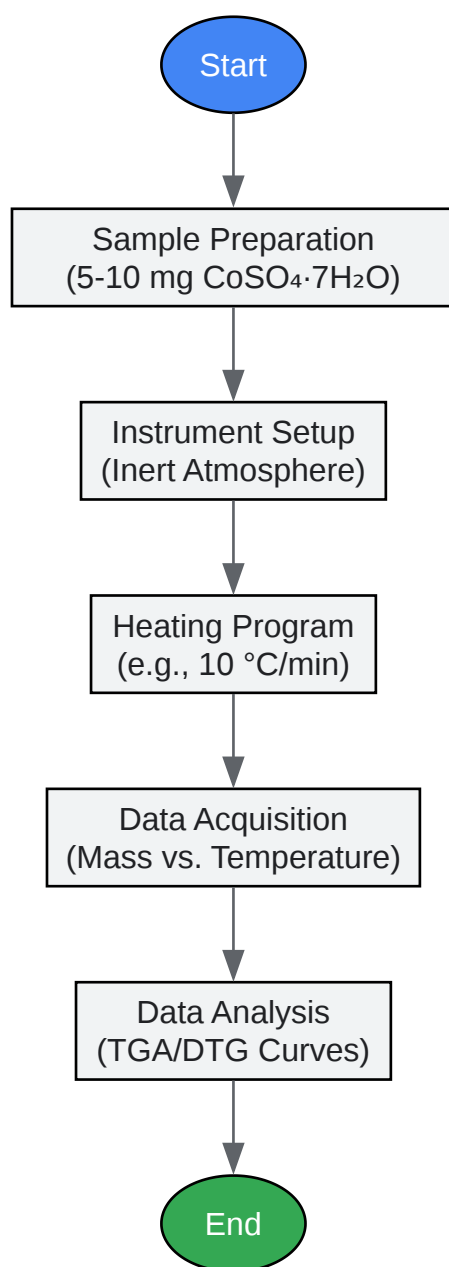 Start
Sample Preparation
(5-10 mg CoSO₄·7H₂O)
Instrument Setup
(Inert Atmosphere)
Heating Program
(e.g., 10 °C/min)
Data Acquisition
(Mass vs. Temperature)
Data Analysis
(TGA/DTG Curves)
End